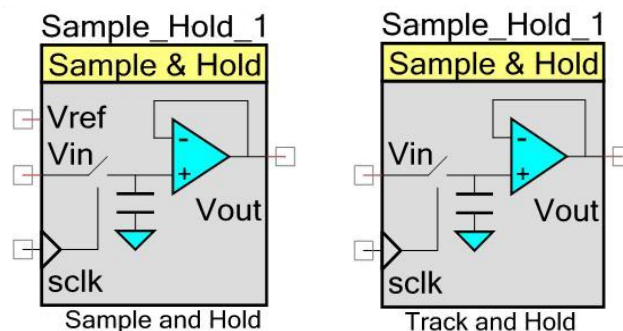 Sample_Hold_1
Sample & Hold
Vref
Vin
-
+
Vout
sclk
Sample and Hold
Sample_Hold_1
Sample & Hold
Vin
-
+
Vout
sclk
Track and Hold